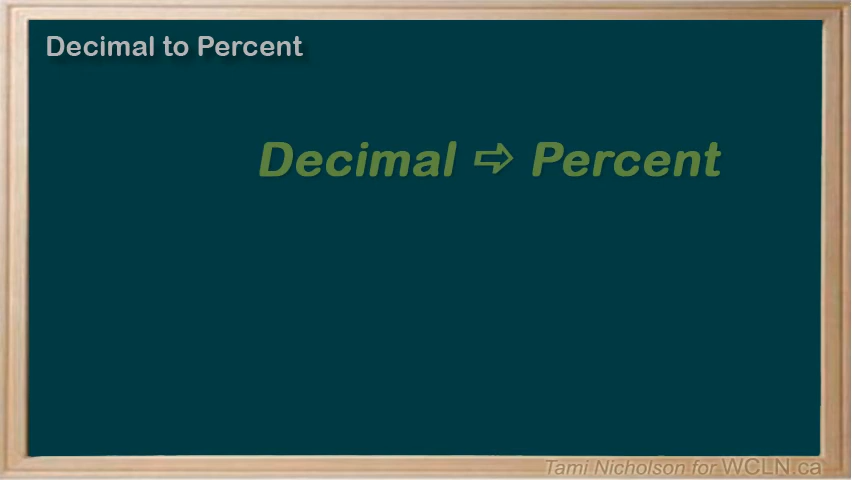 Decimal to Percent
Decimal ⇨ Percent
Tami Nicholson for WCLN.ca